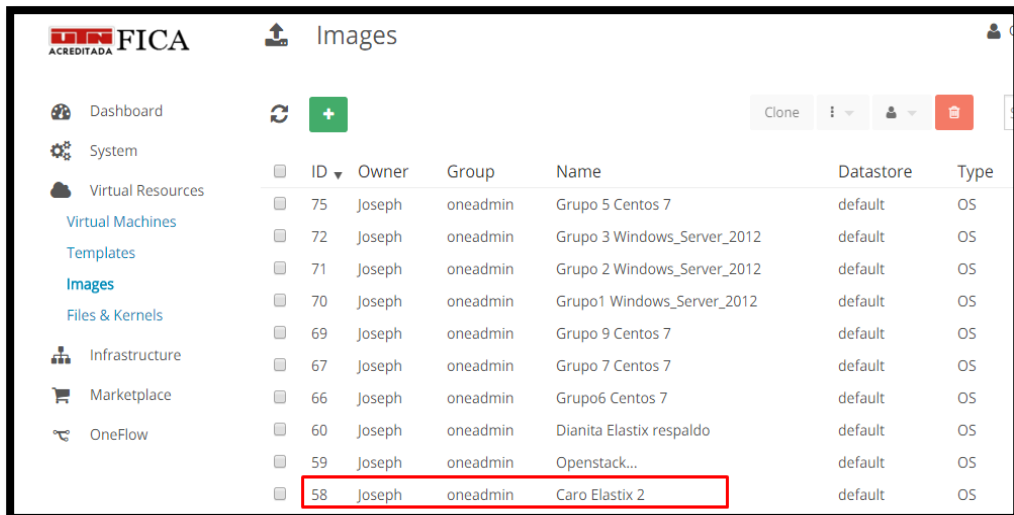 UTN FICA
ACREDITADA
Images
Dashboard
System
Virtual Resources
Virtual Machines
Templates
Images
Files & Kernels
Infrastructure
Marketplace
OneFlow
Clone
ID Owner Group Name Datastore Type
75 Joseph oneadmin Grupo 5 Centos 7 default OS
72 Joseph oneadmin Grupo 3 Windows_Server_2012 default OS
71 Joseph oneadmin Grupo 2 Windows_Server_2012 default OS
70 Joseph oneadmin Grupo1 Windows_Server_2012 default OS
69 Joseph oneadmin Grupo 9 Centos 7 default OS
67 Joseph oneadmin Grupo 7 Centos 7 default OS
66 Joseph oneadmin Grupo6 Centos 7 default OS
60 Joseph oneadmin Dianita Elastix respaldo default OS
59 Joseph oneadmin Openstack... default OS
58 Joseph oneadmin Caro Elastix 2 default OS